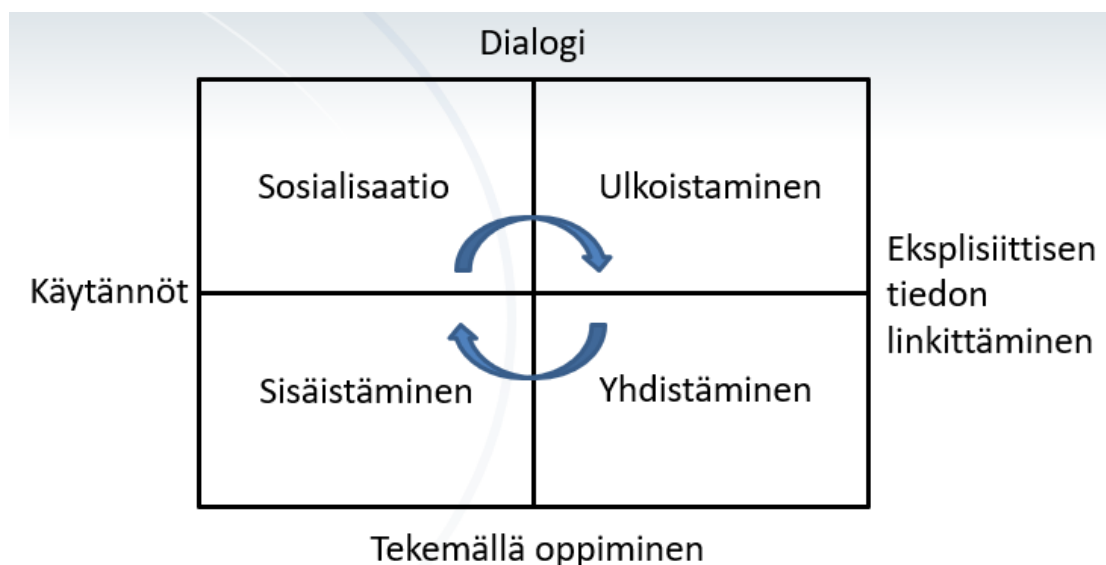 Dialogi
Sosialisaatio
Ulkoistaminen
Käytännöt
Eksplisiittisen
tiedon
linkittäminen
Sisäistäminen
Yhdistäminen
Tekemällä oppiminen